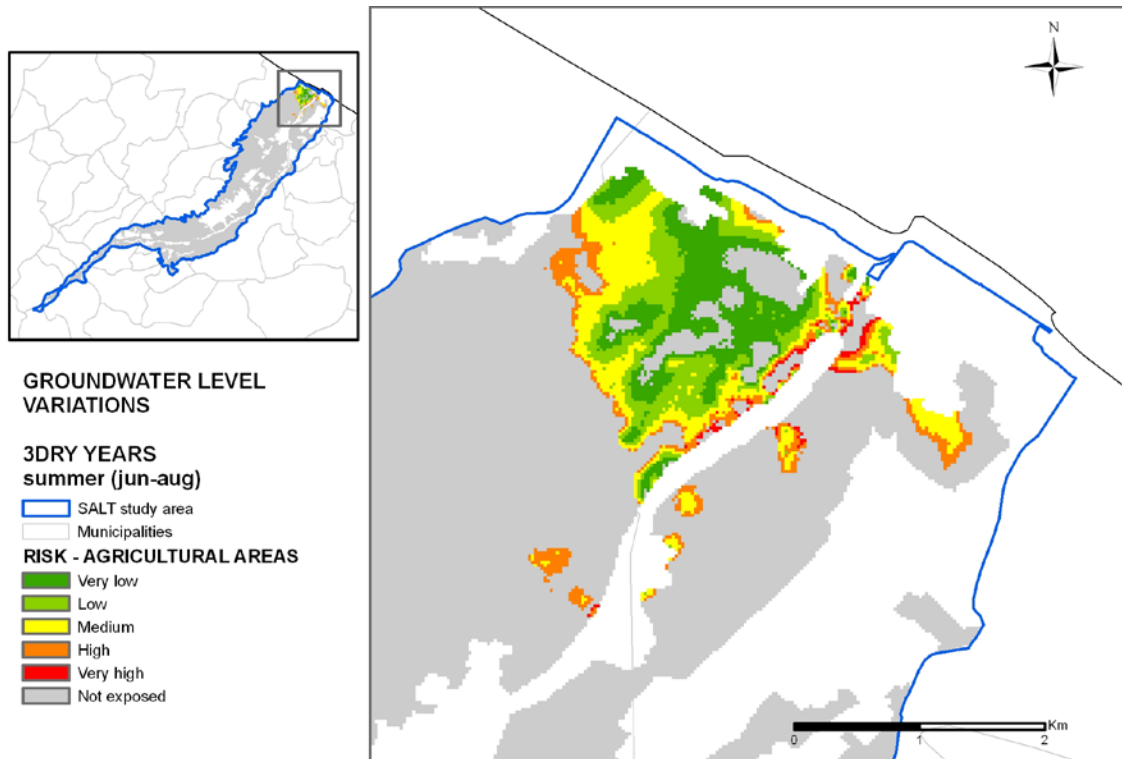 GROUNDWATER LEVEL
VARIATIONS
3DRY YEARS
summer (jun-aug)
SALT study area
Municipalities
RISK - AGRICULTURAL AREAS
Very low
Low
Medium
High
Very high
Not exposed
N
Km
0 1 2